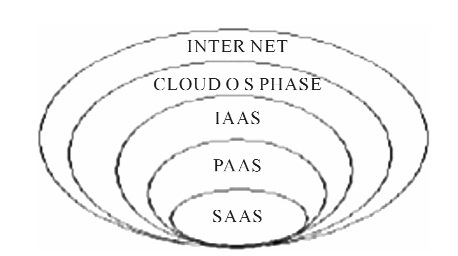 INTER NET
CLOUD O S PHASE
IAAS
PAAS
SAAS